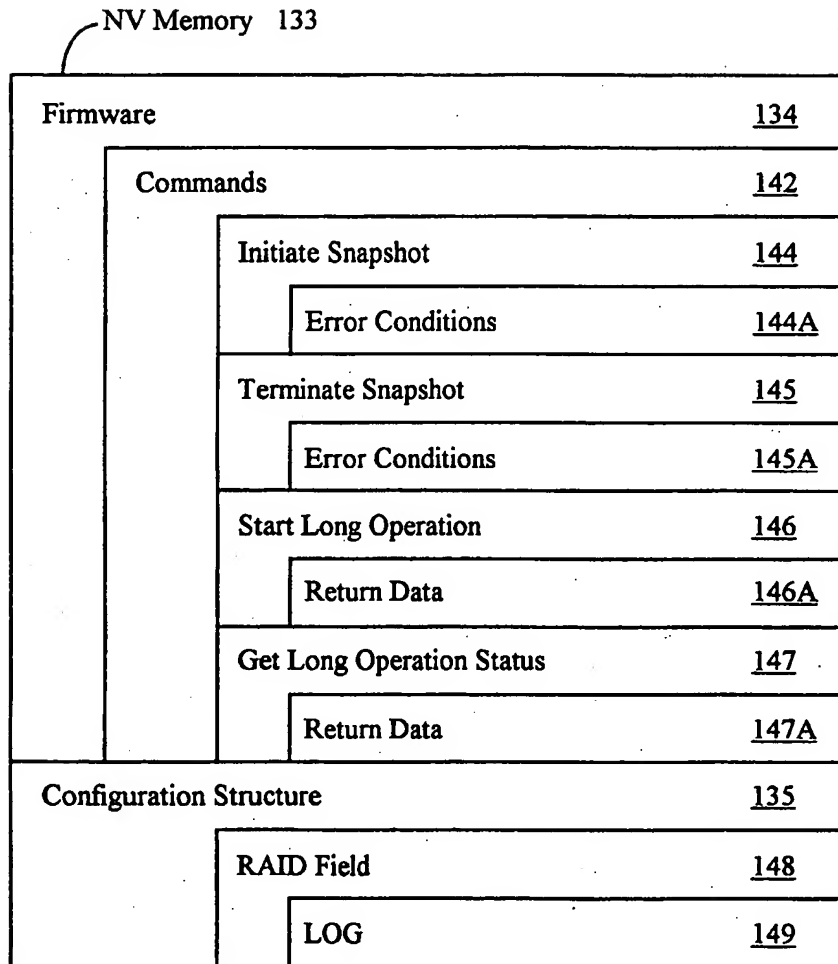 NV Memory 133
Firmware 134
Commands 142
Initiate Snapshot 144
Error Conditions 144A
Terminate Snapshot 145
Error Conditions 145A
Start Long Operation 146
Return Data 146A
Get Long Operation Status 147
Return Data 147A
Configuration Structure 135
RAID Field 148
LOG 149